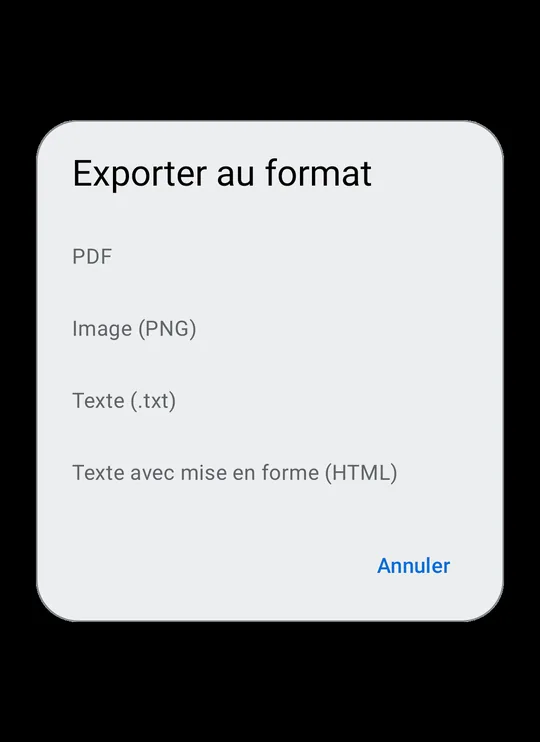 Exporter au format
PDF
Image (PNG)
Texte (.txt)
Texte avec mise en forme (HTML)
Annuler